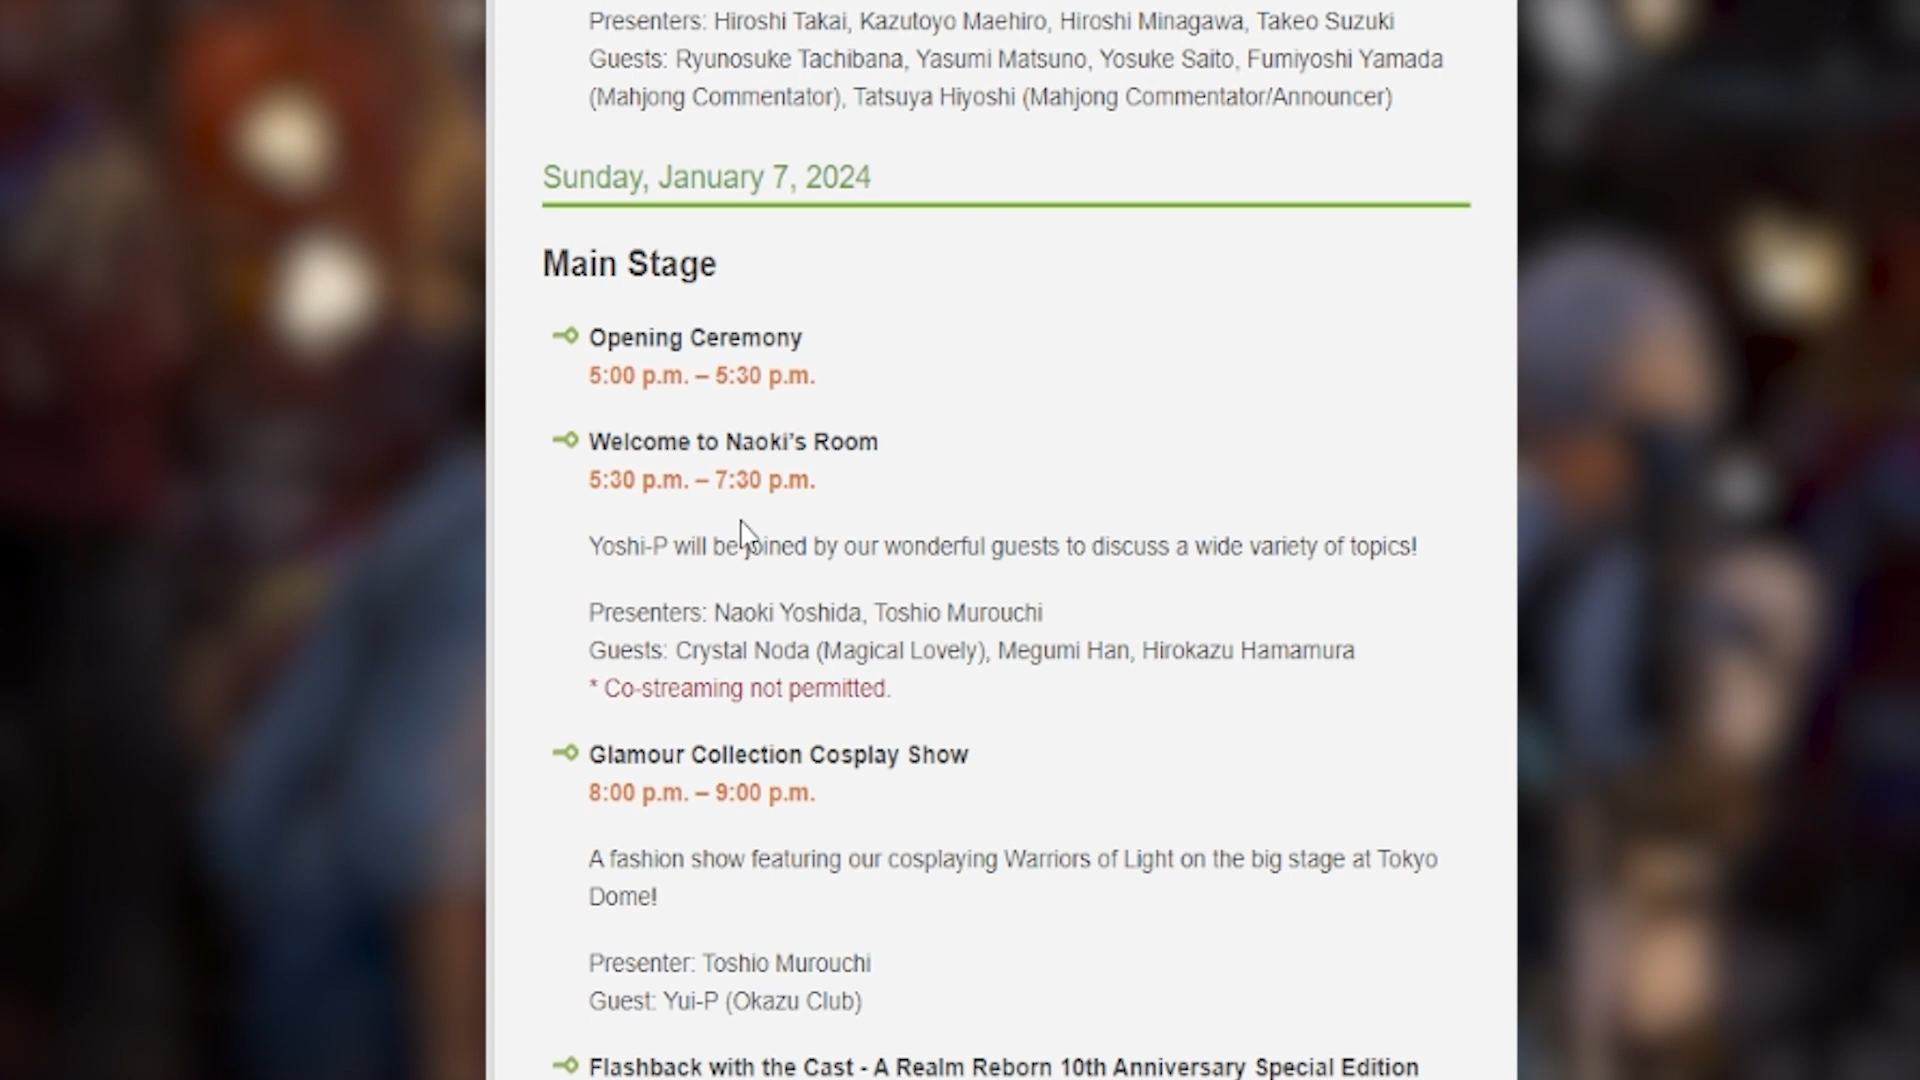 Presenters: Hiroshi Takai, Kazutoyo Maehiro, Hiroshi Minagawa, Takeo Suzuki
Guests: Ryunosuke Tachibana, Yasumi Matsuno, Yosuke Saito, Fumiyoshi Yamada
(Mahjong Commentator), Tatsuya Hiyoshi (Mahjong Commentator/Announcer)
Sunday, January 7, 2024
Main Stage
Opening Ceremony
5:00 p.m. – 5:30 p.m.
Welcome to Naoki's Room
5:30 p.m. – 7:30 p.m.
Yoshi-P will be joined by our wonderful guests to discuss a wide variety of topics!
Presenters: Naoki Yoshida, Toshio Murouchi
Guests: Crystal Noda (Magical Lovely), Megumi Han, Hirokazu Hamamura
* Co-streaming not permitted.
Glamour Collection Cosplay Show
8:00 p.m. – 9:00 p.m.
A fashion show featuring our cosplaying Warriors of Light on the big stage at Tokyo
Dome!
Presenter: Toshio Murouchi
Guest: Yui-P (Okazu Club)
Flashback with the Cast - A Realm Reborn 10th Anniversary Special Edition